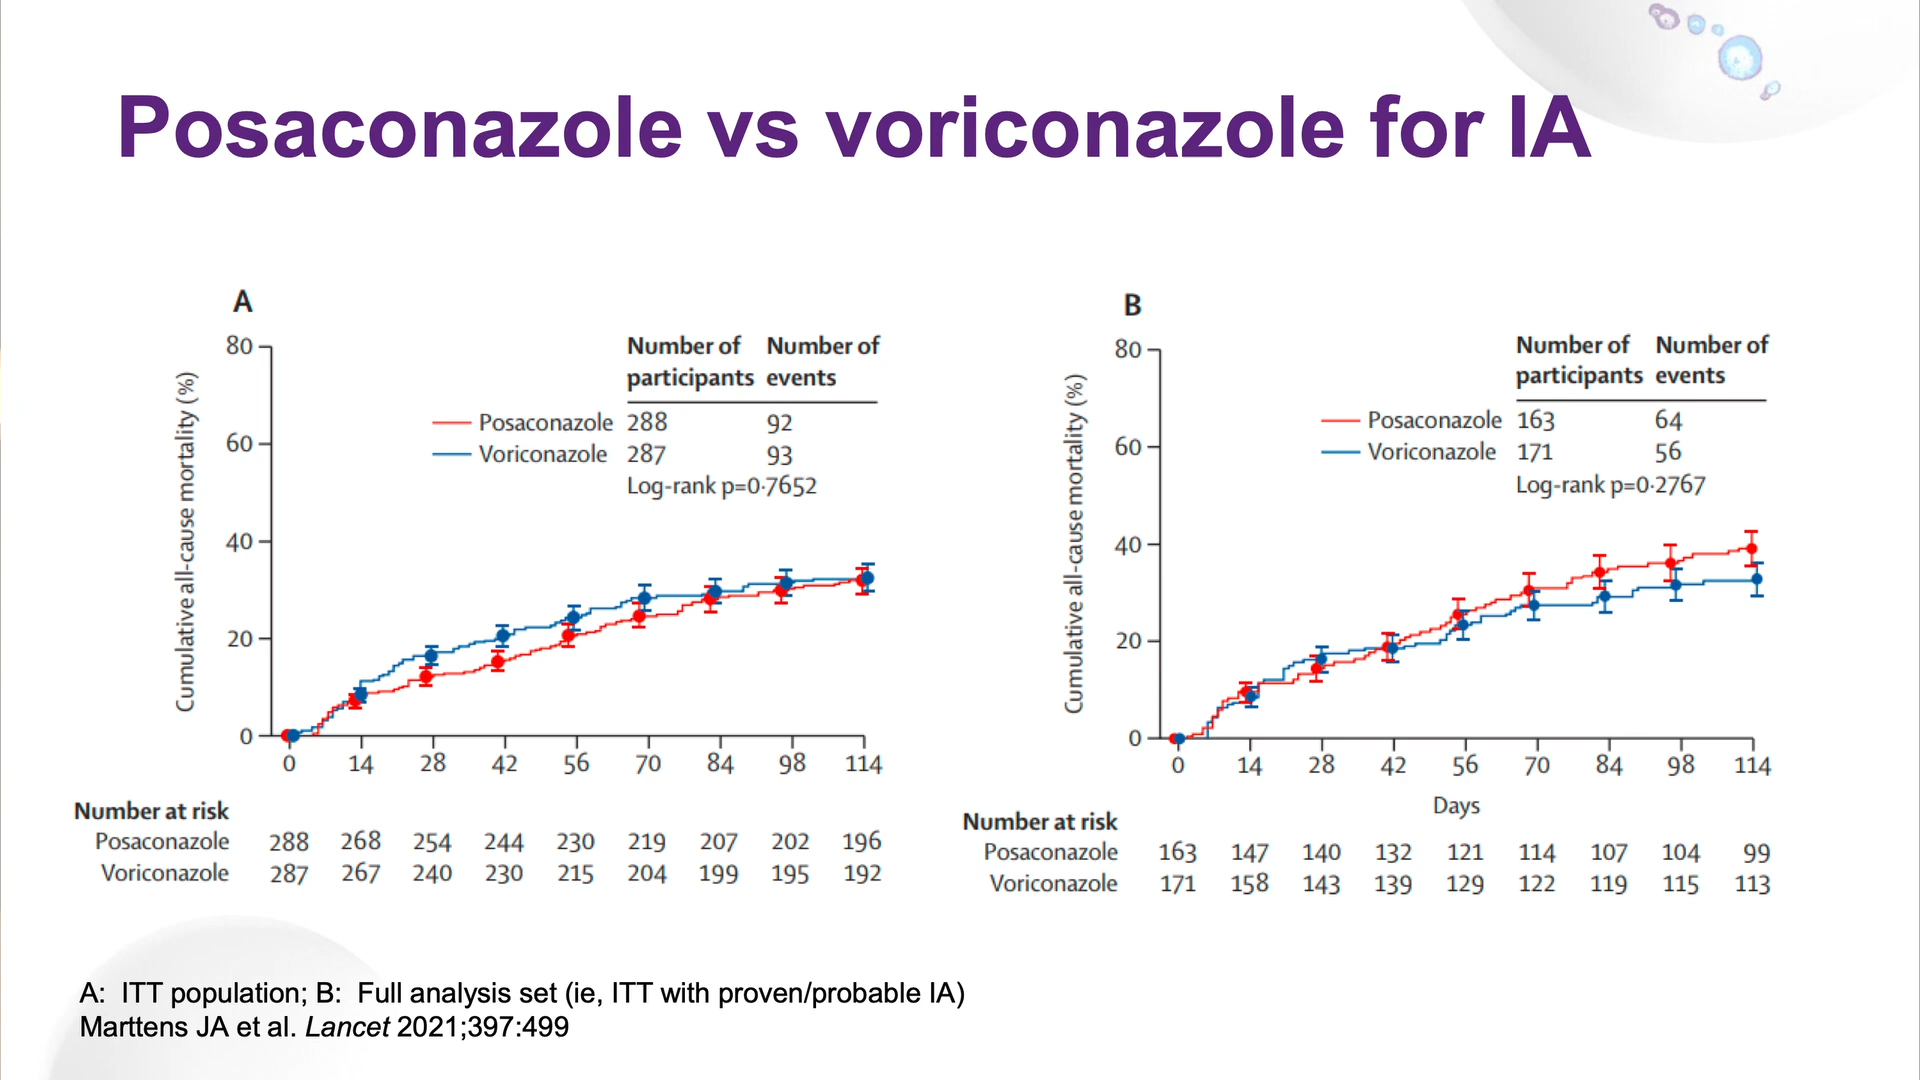 Posaconazole vs voriconazole for IA
A
Cumulative all-cause mortality (%)
80
60
40
20
0
Number of participants Number of events
Posaconazole 288 92
Voriconazole 287 93
Log-rank p=0·7652
0 14 28 42 56 70 84 98 114
Number at risk
Posaconazole 288 268 254 244 230 219 207 202 196
Voriconazole 287 267 240 230 215 204 199 195 192
B
Cumulative all-cause mortality (%)
80
60
40
20
0
Number of participants Number of events
Posaconazole 163 64
Voriconazole 171 56
Log-rank p=0·2767
0 14 28 42 56 70 84 98 114
Days
Number at risk
Posaconazole 163 147 140 132 121 114 107 104 99
Voriconazole 171 158 143 139 129 122 119 115 113
A: ITT population; B: Full analysis set (ie, ITT with proven/probable IA)
Marttens JA et al. Lancet 2021;397:499